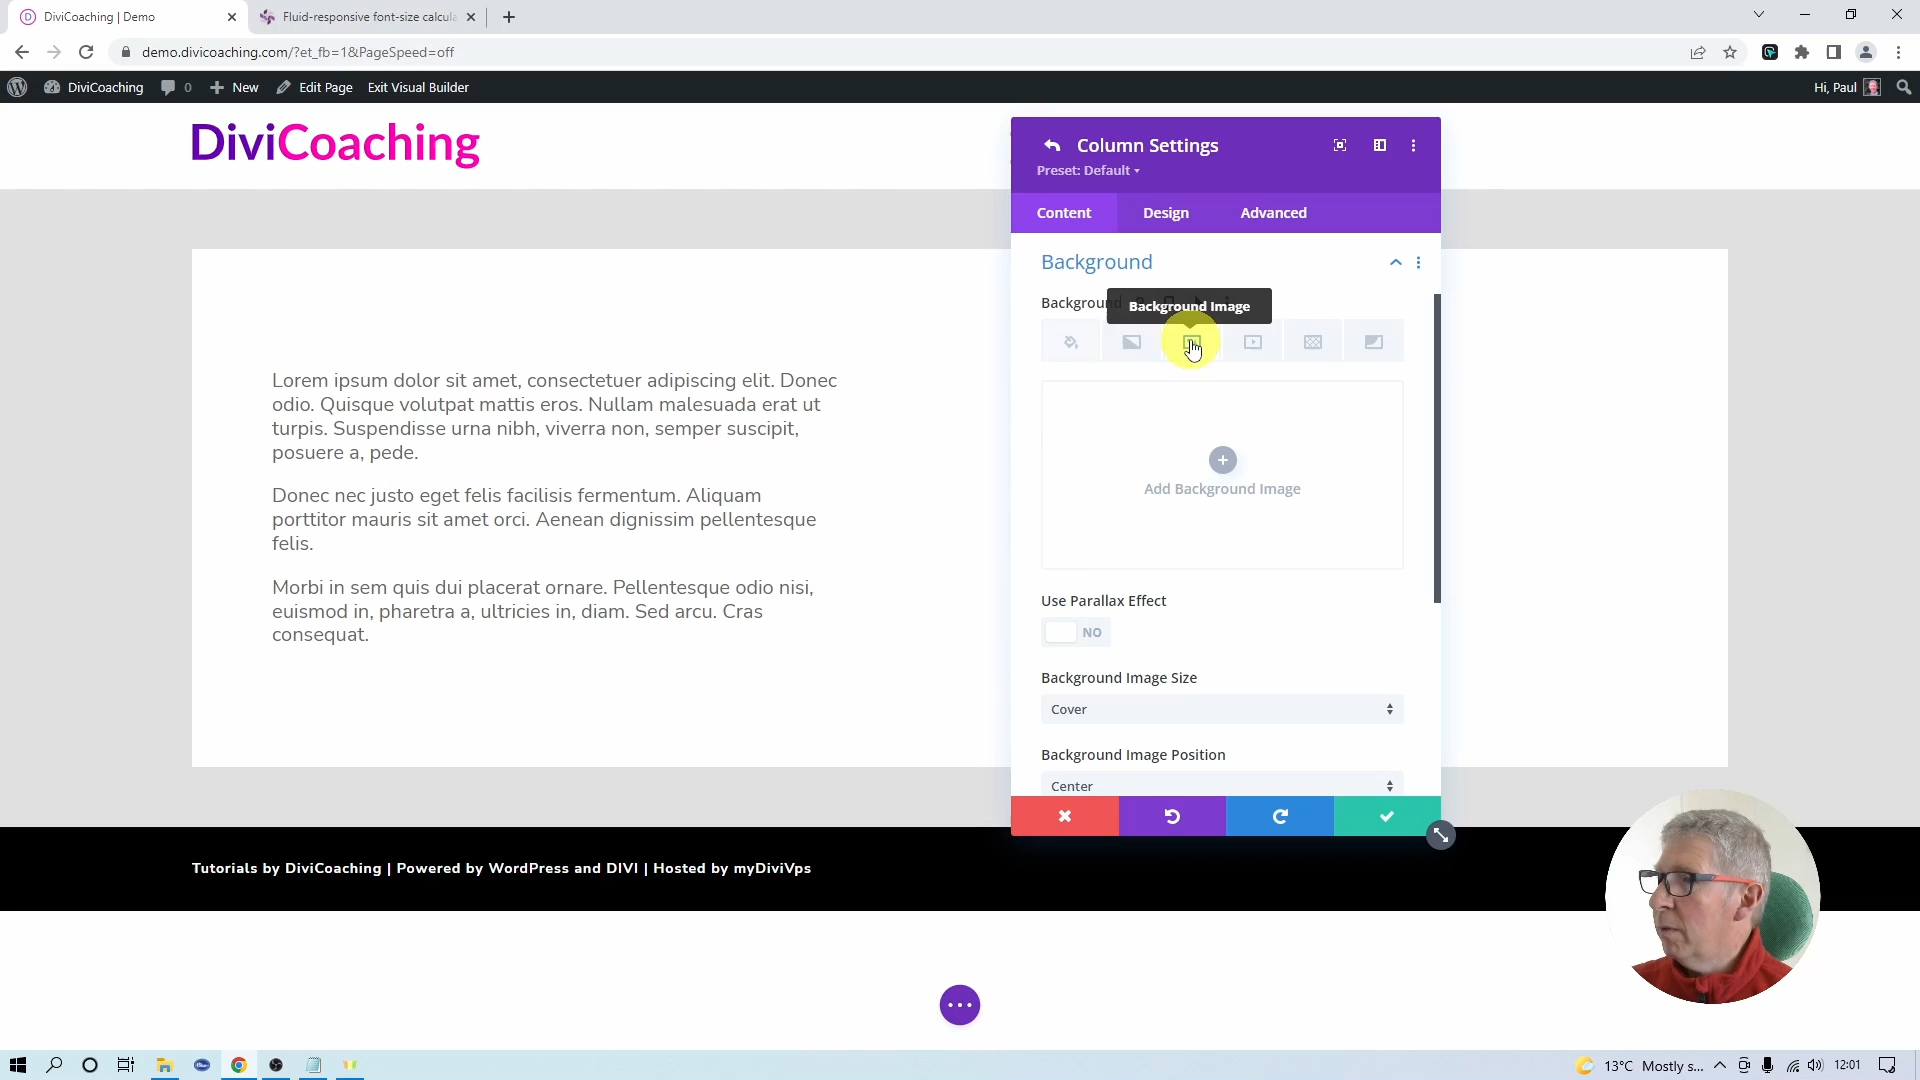 DiviCoaching | Demo
Fluid-responsive font-size calcula
demo.divicoaching.com/?et_fb=1&PageSpeed=off
DiviCoaching
0
New
Edit Page
Exit Visual Builder
Hi, Paul
DiviCoaching
Column Settings
Preset: Default
Content
Design
Advanced
Background
Background
Background Image
Add Background Image
Use Parallax Effect
NO
Background Image Size
Cover
Background Image Position
Center
Lorem ipsum dolor sit amet, consectetuer adipiscing elit. Donec
odio. Quisque volutpat mattis eros. Nullam malesuada erat ut
turpis. Suspendisse urna nibh, viverra non, semper suscipit,
posuere a, pede.
Donec nec justo eget felis facilisis fermentum. Aliquam
porttitor mauris sit amet orci. Aenean dignissim pellentesque
felis.
Morbi in sem quis dui placerat ornare. Pellentesque odio nisi,
euismod in, pharetra a, ultricies in, diam. Sed arcu. Cras
consequat.
Tutorials by DiviCoaching | Powered by WordPress and DIVI | Hosted by myDiviVps
13°C Mostly s...
12:01